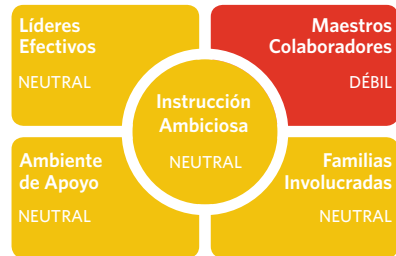 Líderes
Efectivos
NEUTRAL
Maestros
Colaboradores
DÉBIL
Instrucción
Ambiciosa
NEUTRAL
Ambiente
de Apoyo
NEUTRAL
Familias
Involucradas
NEUTRAL